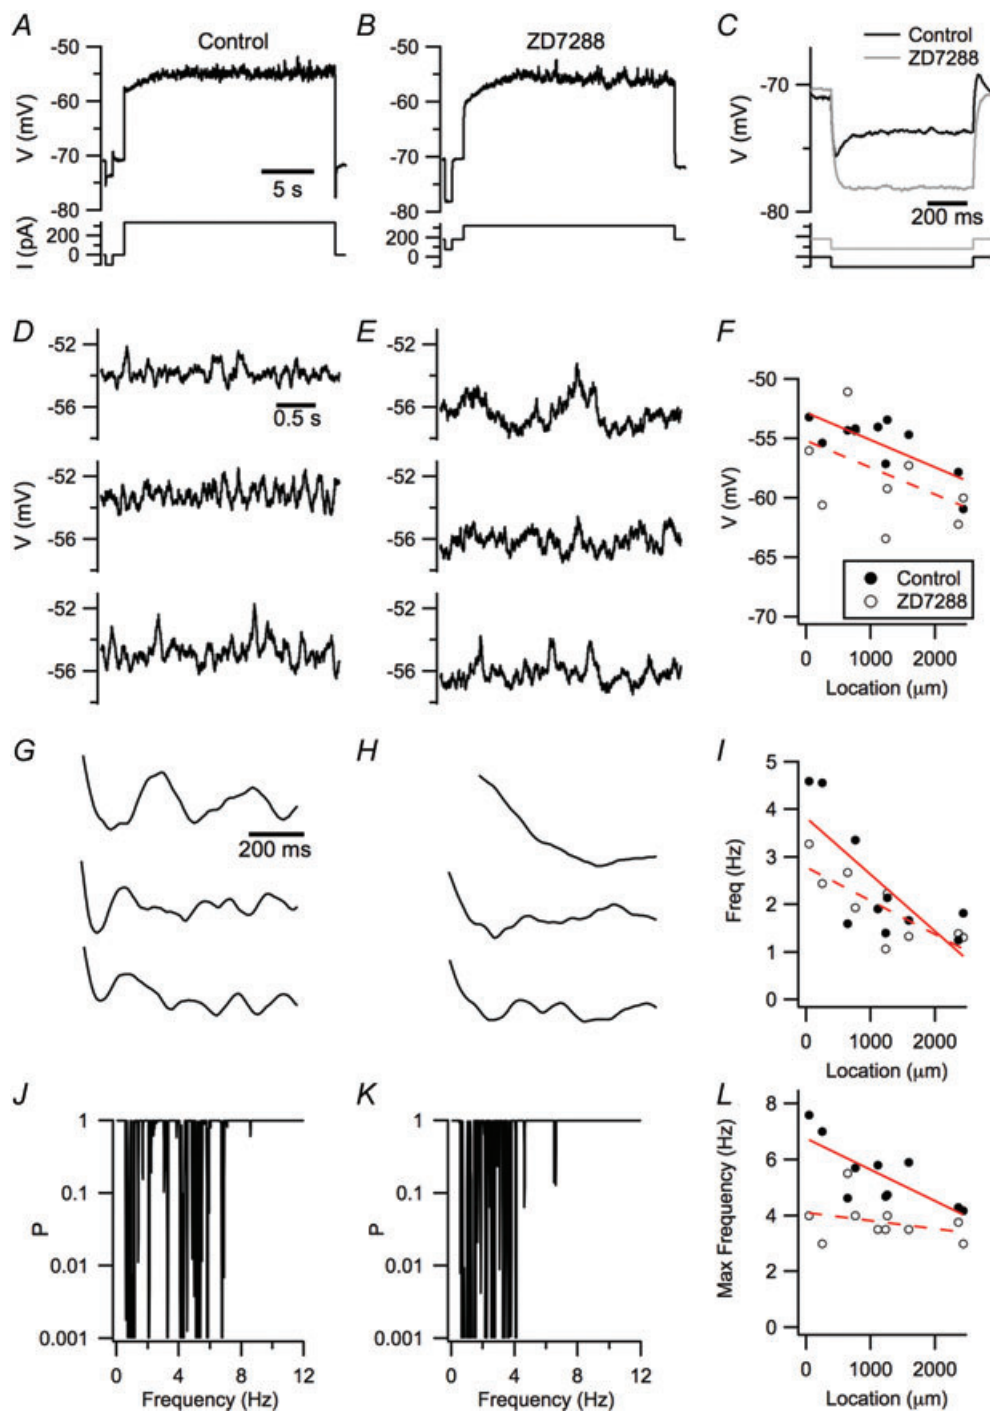 A
Control
-50
-60
-70
-80
V (mV)
5 s
200
0
I (pA)
B
ZD7288
-50
-60
-70
-80
200
0
C
Control
ZD7288
-70
-80
V (mV)
200 ms
D
-52
-56
0.5 s
-52
-56
V (mV)
-52
-56
E
-52
-56
-52
-56
-52
-56
F
-50
-55
-60
-65
-70
V (mV)
Control
ZD7288
0 1000 2000
Location (μm)
G
200 ms
H
I
5
4
3
2
1
0
Freq (Hz)
0 1000 2000
Location (μm)
J
1
0.1
0.01
0.001
P
0 4 8 12
Frequency (Hz)
K
1
0.1
0.01
0.001
P
0 4 8 12
Frequency (Hz)
L
8
6
4
2
0
Max Frequency (Hz)
0 1000 2000
Location (μm)